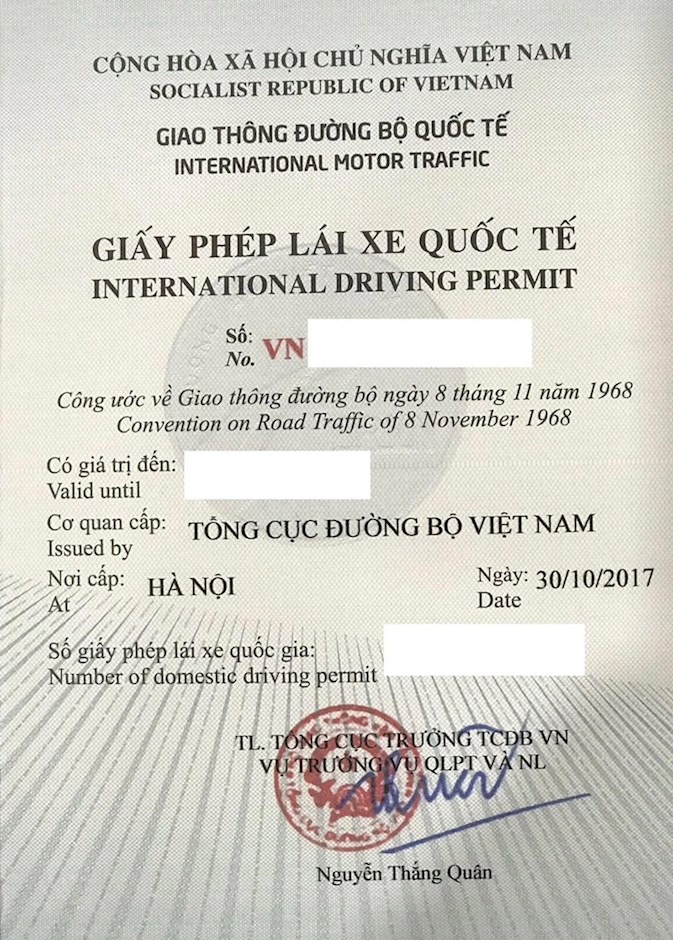 CỘNG HÒA XÃ HỘI CHỦ NGHĨA VIỆT NAM
SOCIALIST REPUBLIC OF VIETNAM
GIAO THÔNG ĐƯỜNG BỘ QUỐC TẾ
INTERNATIONAL MOTOR TRAFFIC
GIẤY PHÉP LÁI XE QUỐC TẾ
INTERNATIONAL DRIVING PERMIT
Số:
No. VN
Công ước về Giao thông đường bộ ngày 8 tháng 11 năm 1968
Convention on Road Traffic of 8 November 1968
Có giá trị đến:
Valid until
Cơ quan cấp: TỔNG CỤC ĐƯỜNG BỘ VIỆT NAM
Issued by
Nơi cấp: HÀ NỘI Ngày: 30/10/2017
At Date
Số giấy phép lái xe quốc gia:
Number of domestic driving permit
TL. TỔNG CỤC TRƯỞNG TCĐB VN
VỤ TRƯỞNG VỤ QLPT VÀ NL
Nguyễn Thắng Quân